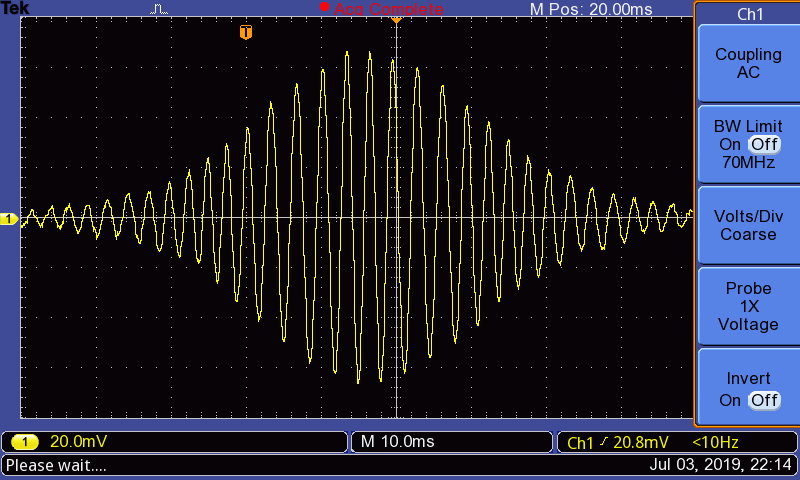 Tek
Acq Complete
M Pos: 20.00ms
Ch1
T
Coupling
AC
BW Limit
On Off
70MHz
Volts/Div
Coarse
Probe
1X
Voltage
Invert
On Off
1
1 20.0mV
M 10.0ms
Ch1 20.8mV <10Hz
Please wait....
Jul 03, 2019, 22:14